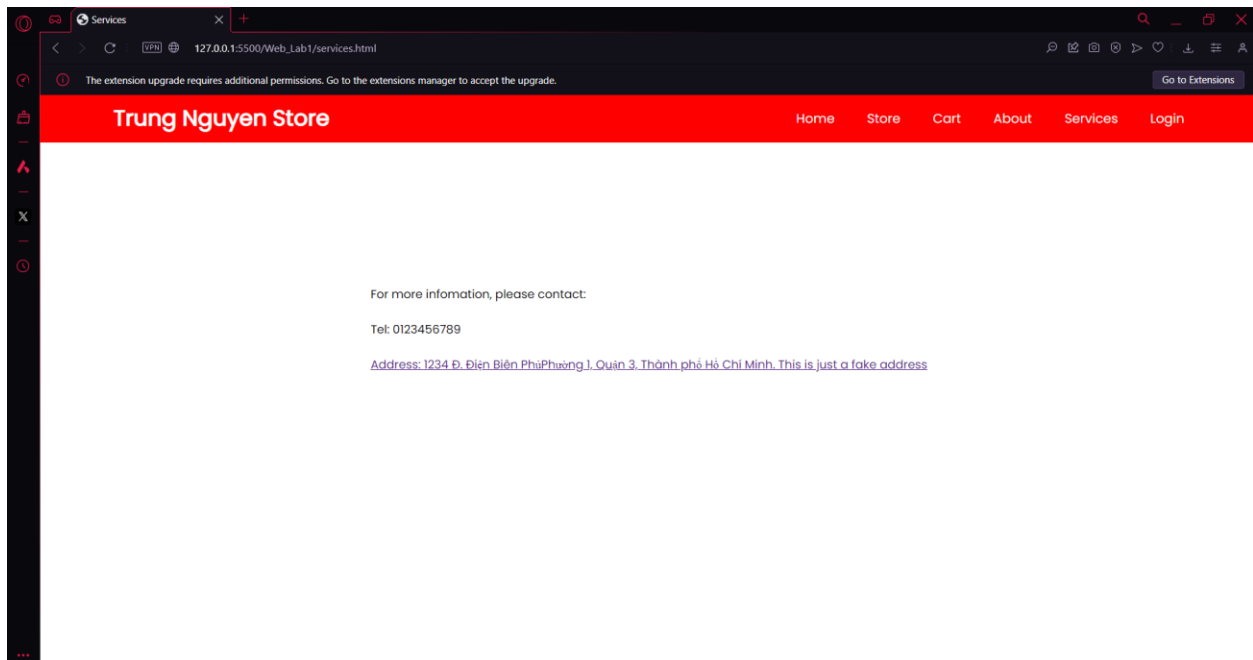 Services
VPN
127.0.0.1:5500/Web_Lab1/services.html
The extension upgrade requires additional permissions. Go to the extensions manager to accept the upgrade.
Go to Extensions
Trung Nguyen Store
Home
Store
Cart
About
Services
Login
For more infomation, please contact:
Tel: 0123456789
Address: 1234 Đ. Điện Biên PhủPhường 1, Quận 3, Thành phố Hồ Chí Minh. This is just a fake address